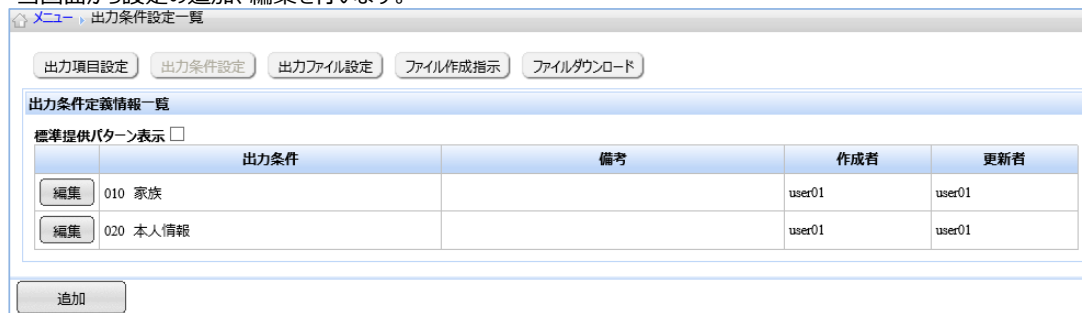 当画面から設定の追加、編集を行います。
メニュー 出力条件設定一覧
出力項目設定 出力条件設定 出力ファイル設定 ファイル作成指示 ファイルダウンロード
出力条件定義情報一覧
標準提供パターン表示
出力条件 備考 作成者 更新者
編集 010 家族 user01 user01
編集 020 本人情報 user01 user01
追加